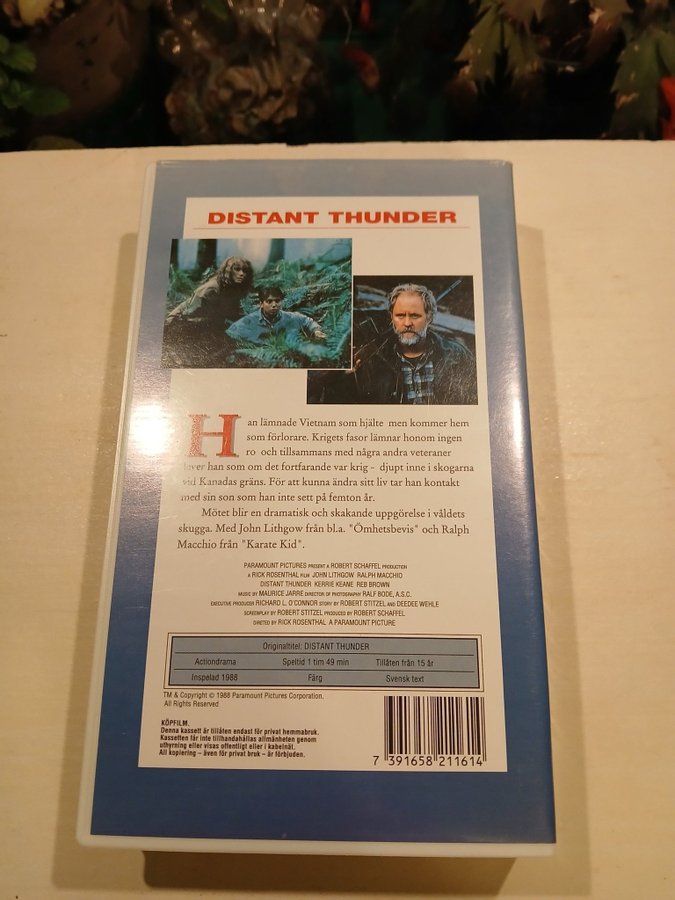 DISTANT THUNDER
Han lämnade Vietnam som hjälte men kommer hem
som förlorare. Krigets fasor lämnar honom ingen
ro och tillsammans med några andra veteraner
lever han som om det fortfarande var krig - djupt inne i skogarna
vid Kanadas gräns. För att kunna ändra sitt liv tar han kontakt
med sin son som han inte sett på femton år.
Mötet blir en dramatisk och skakande uppgörelse i våldets
skugga. Med John Lithgow från bl.a. "Ömhetsbevis" och Ralph
Macchio från "Karate Kid".
PARAMOUNT PICTURES PRESENT A ROBERT SCHAFFEL PRODUCTION
A RICK ROSENTHAL FILM JOHN LITHGOW RALPH MACCHIO
DISTANT THUNDER KERRIE KEANE REB BROWN
MUSIC BY MAURICE JARRE DIRECTOR OF PHOTOGRAPHY RALF BODE, A.S.C.
EXECUTIVE PRODUCER RICHARD L. O'CONNOR STORY BY ROBERT STITZEL AND DEEDEE WEHLE
SCREENPLAY BY ROBERT STITZEL PRODUCED BY ROBERT SCHAFFEL
DIRECTED BY RICK ROSENTHAL A PARAMOUNT PICTURE
Originaltitel: DISTANT THUNDER
Actiondrama Speltid 1 tim 49 min Tillåten från 15 år
Inspelad 1988 Färg Svensk text
TM & Copyright © 1988 Paramount Pictures Corporation.
All Rights Reserved
KÖPFILM.
Denna kassett är tillåten endast för privat hemmabruk.
Kassetten får inte tillhandahållas allmänheten genom
uthyrning eller visas offentligt eller i kabelnät.
All kopiering – även för privat bruk – är förbjuden.
7 391658 211614